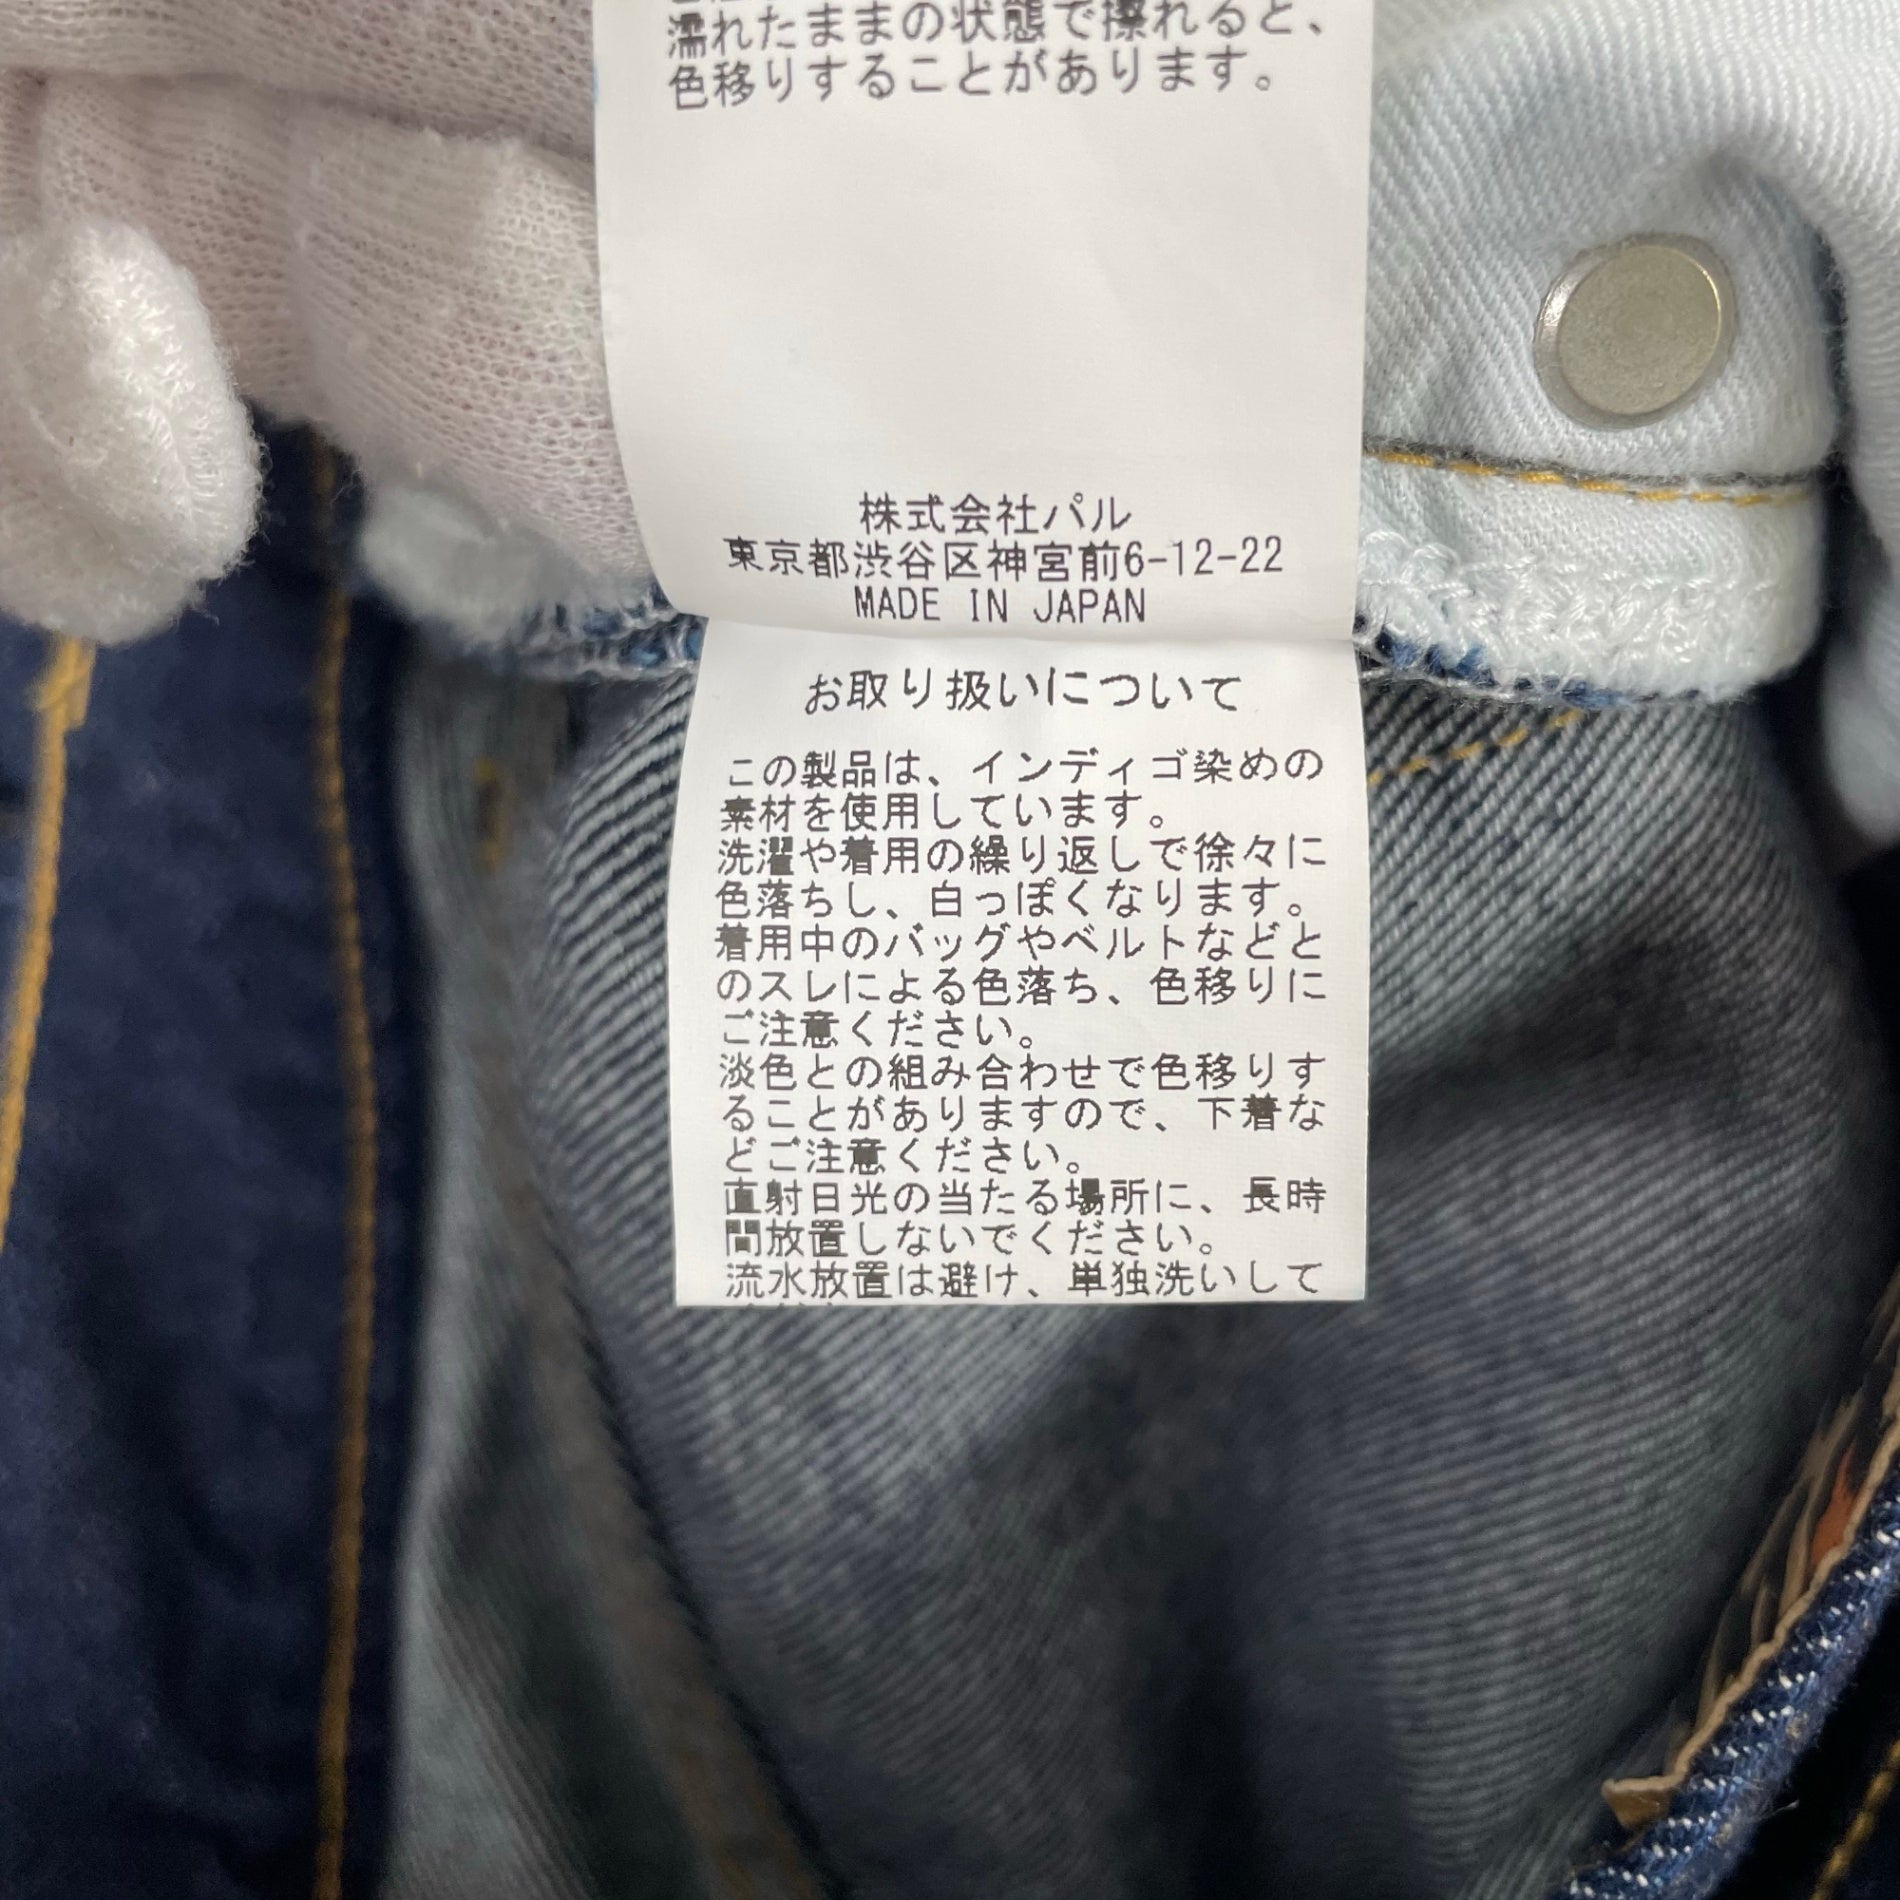 濡れたままの状態で擦れると、
色移りすることがあります。
株式会社パル
東京都渋谷区神宮前6-12-22
MADE IN JAPAN
お取り扱いについて
この製品は、インディゴ染めの
素材を使用しています。
洗濯や着用の繰り返しで徐々に
色落ちし、白っぽくなります。
着用中のバッグやベルトなどと
のスレによる色落ち、色移りに
ご注意ください。
淡色との組み合わせで色移りす
ることがありますので、下着な
どご注意ください。
直射日光の当たる場所に、長時
間放置しないでください。
流水放置は避け、単独洗いして